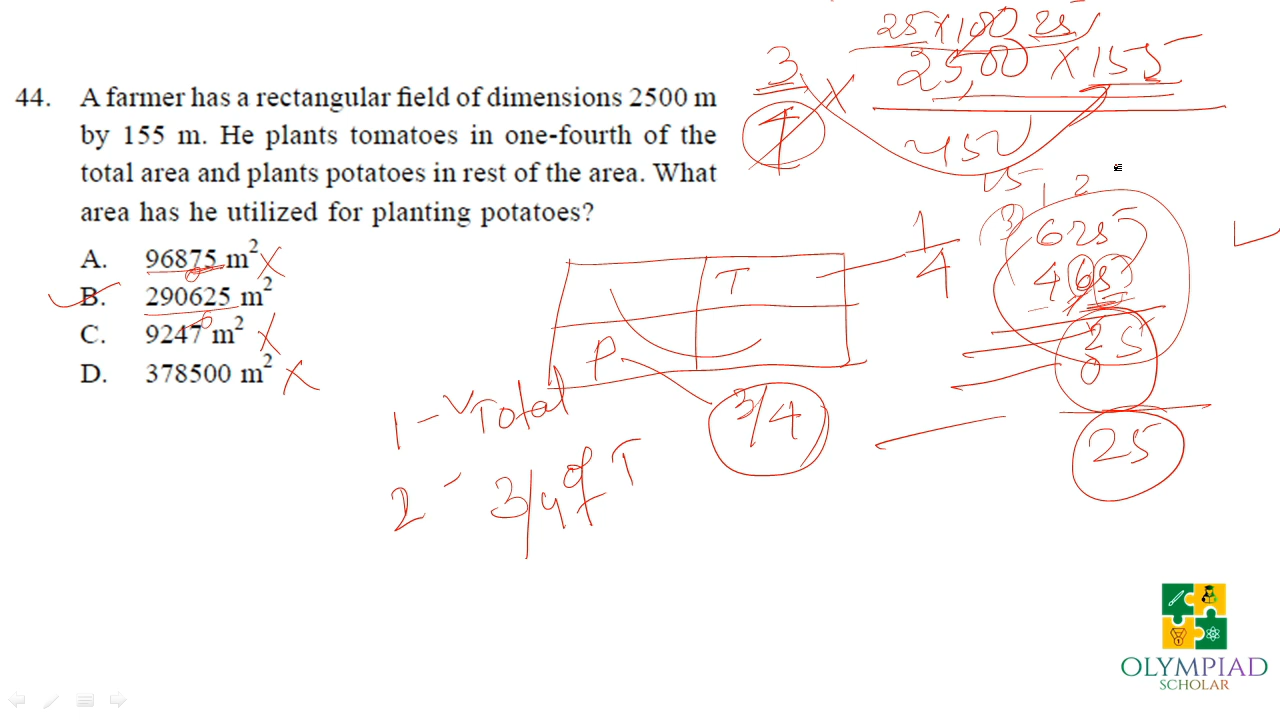 44. A farmer has a rectangular field of dimensions 2500 m
by 155 m. He plants tomatoes in one-fourth of the
total area and plants potatoes in rest of the area. What
area has he utilized for planting potatoes?
A. 96875 m²
B. 290625 m²
C. 9247 m²
D. 378500 m²
25 × 100 25
3
4
×
2500 × 155
625
465
25
0
25
T
1/4
P
3/4
1 - Total
2 - 3/4 of T
OLYMPIAD
SCHOLAR